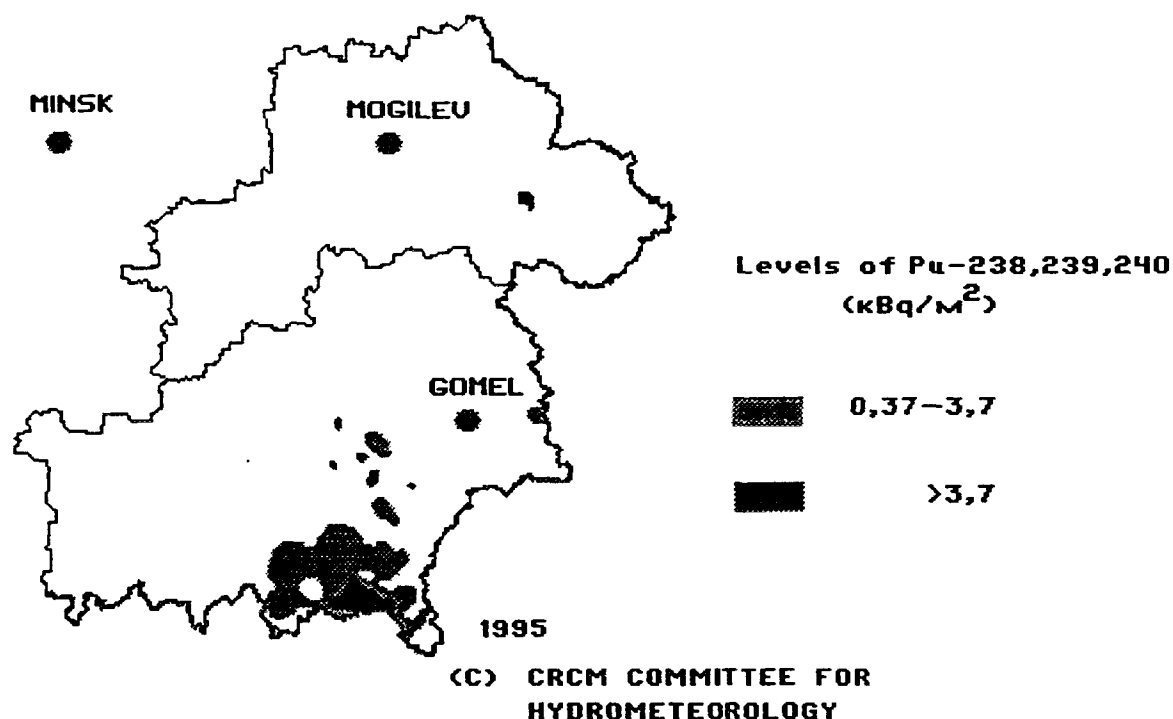 MINSK
MOGILEV
Levels of Pu-238,239,240
(кBq/м²)
GOMEL
0,37-3,7
>3,7
1995
(C) CRCM COMMITTEE FOR
HYDROMETEOROLOGY